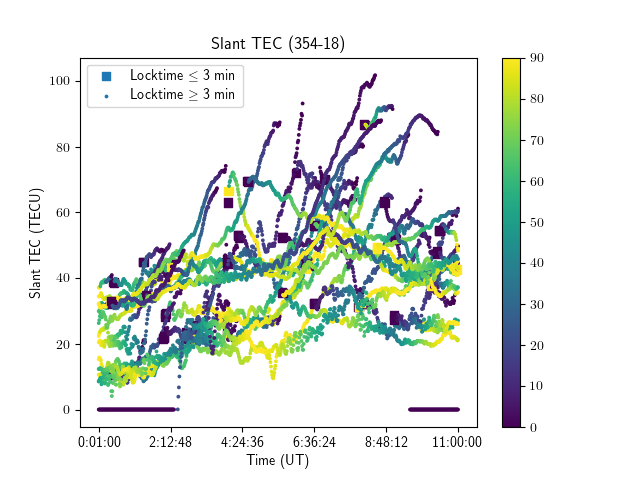 Slant TEC (354-18)
Locktime ≤ 3 min
Locktime ≥ 3 min
Slant TEC (TECU)
100
80
60
40
20
0
0:01:00 2:12:48 4:24:36 6:36:24 8:48:12 11:00:00
Time (UT)
90
80
70
60
50
40
30
20
10
0